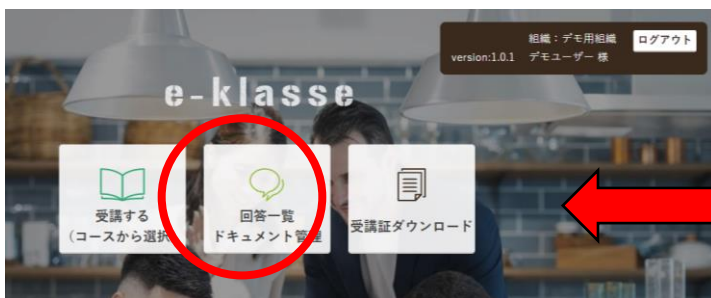 組織：デモ用組織
ログアウト
version:1.0.1 デモユーザー 様
e-klasse
受講する
（コースから選択）
回答一覧
ドキュメント管理
受講証ダウンロード